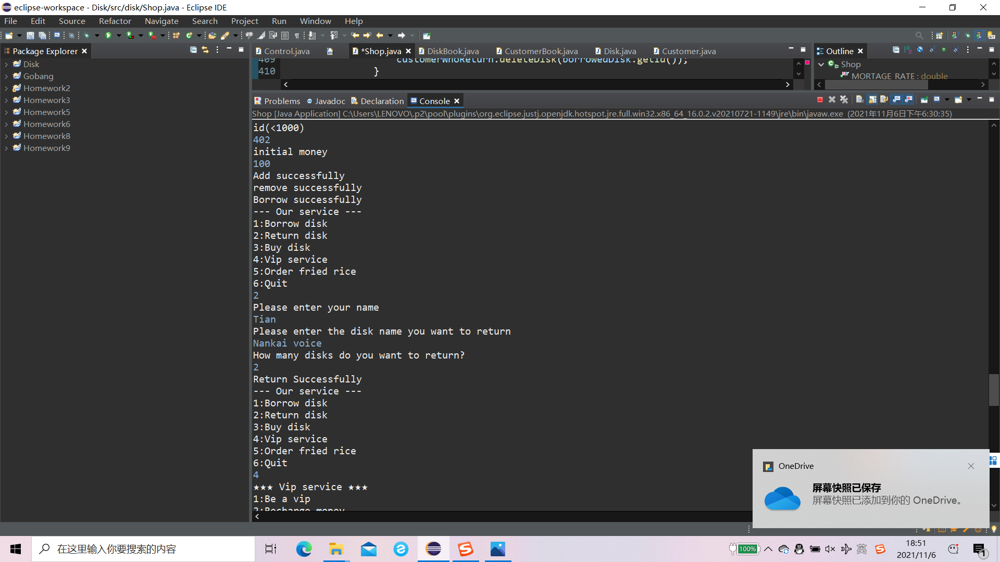 eclipse-workspace - Disk/src/disk/Shop.java - Eclipse IDE
File Edit Source Refactor Navigate Search Project Run Window Help
Package Explorer
Disk
Gobang
Homework2
Homework3
Homework5
Homework6
Homework8
Homework9
Control.java *Shop.java DiskBook.java CustomerBook.java Disk.java Customer.java
409 customerWhoReturn.deleteDisk(borrowedDisk.getId());
410 }
Outline
Shop
MORTAGE_RATE : double
Problems Javadoc Declaration Console
Shop [Java Application] C:\Users\LENOVO\.p2\pool\plugins\org.eclipse.justj.openjdk.hotspot.jre.full.win32.x86_64_16.0.2.v20210721-1149\jre\bin\javaw.exe (2021年11月6日下午6:30:35)
id(<1000)
402
initial money
100
Add successfully
remove successfully
Borrow successfully
--- Our service ---
1:Borrow disk
2:Return disk
3:Buy disk
4:Vip service
5:Order fried rice
6:Quit
2
Please enter your name
Tian
Please enter the disk name you want to return
Nankai voice
How many disks do you want to return?
2
Return Successfully
--- Our service ---
1:Borrow disk
2:Return disk
3:Buy disk
4:Vip service
5:Order fried rice
6:Quit
4
★★★ Vip service ★★★
1:Be a vip
2:Recharge money
OneDrive
屏幕快照已保存
屏幕快照已添加到你的 OneDrive。
在这里输入你要搜索的内容
100%
英
18:51
2021/11/6
1